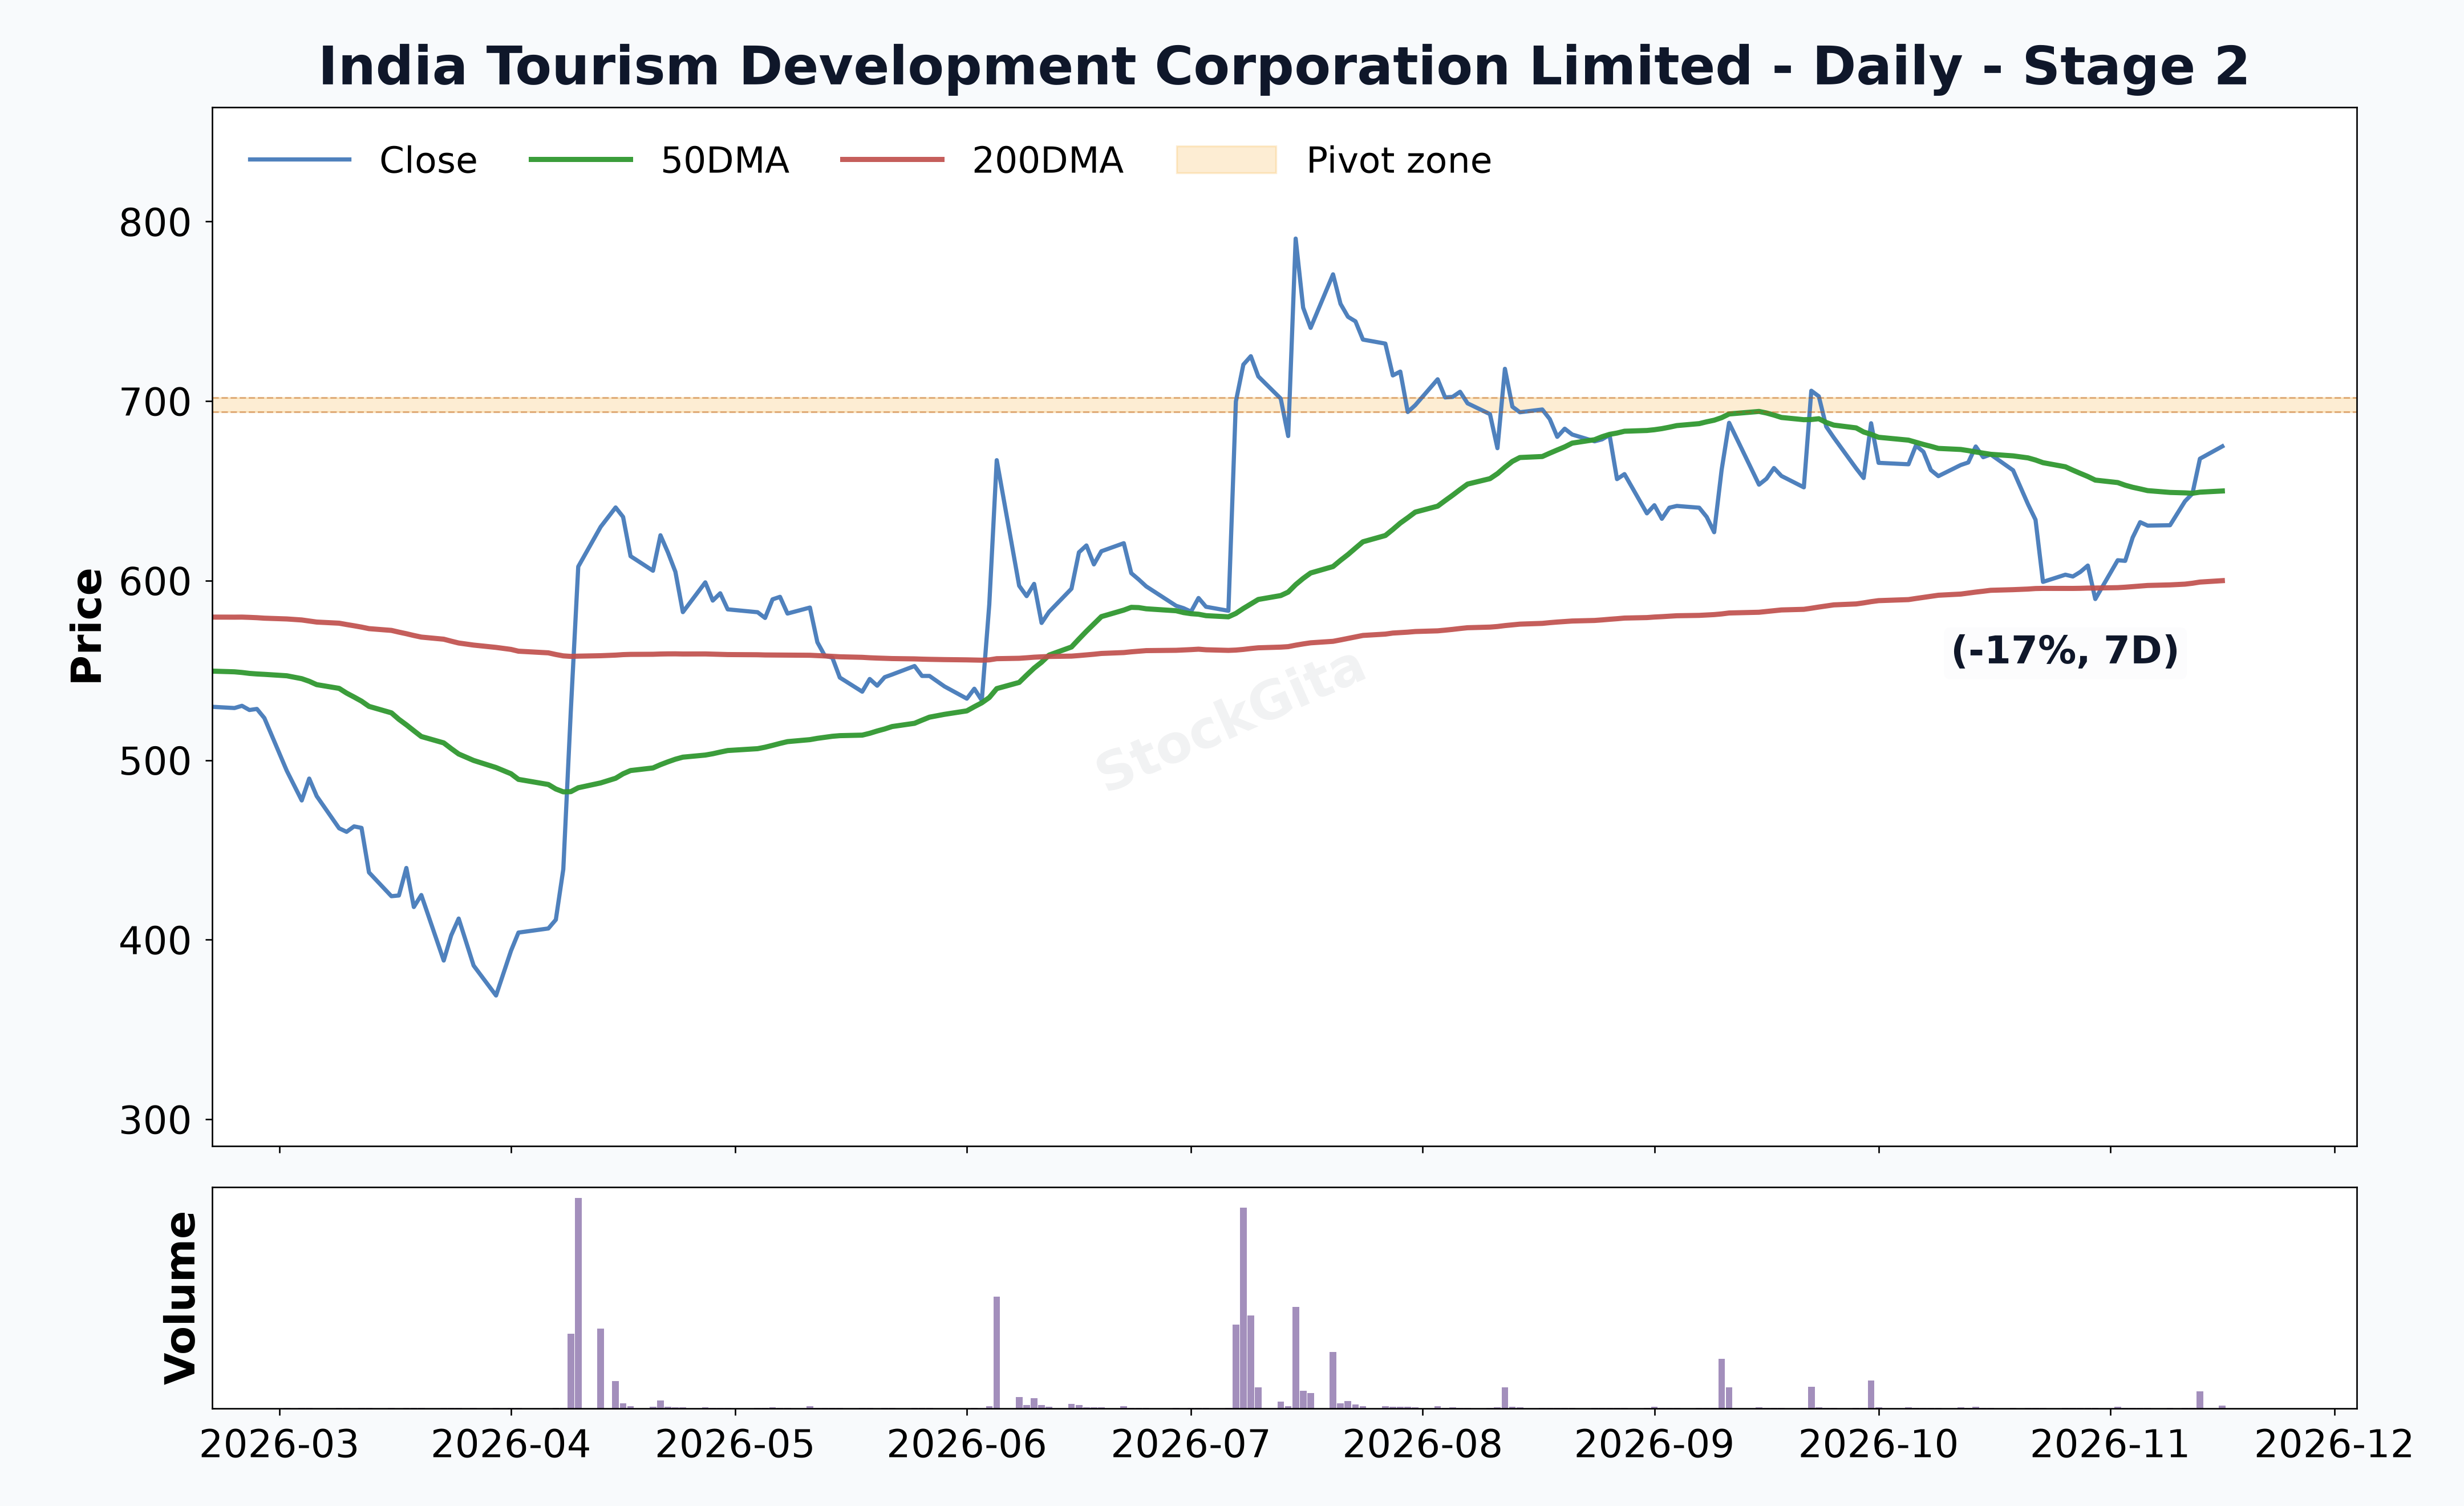 India Tourism Development Corporation Limited - Daily - Stage 2
Close 50DMA 200DMA Pivot zone
800
700
600
500
400
300
Price
(-17%, 7D)
StockGita
Volume
2026-03 2026-04 2026-05 2026-06 2026-07 2026-08 2026-09 2026-10 2026-11 2026-12